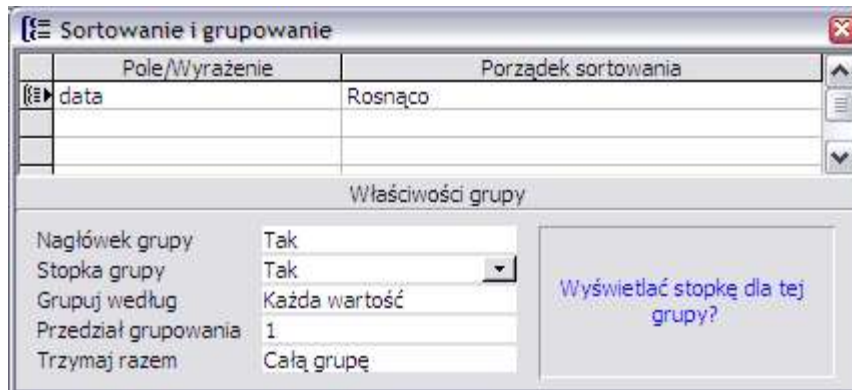 Sortowanie i grupowanie
Pole/Wyrażenie Porządek sortowania
data Rosnąco
Właściwości grupy
Nagłówek grupy Tak
Stopka grupy Tak
Grupuj według Każda wartość
Przedział grupowania 1
Trzymaj razem Całą grupę
Wyświetlać stopkę dla tej
grupy?